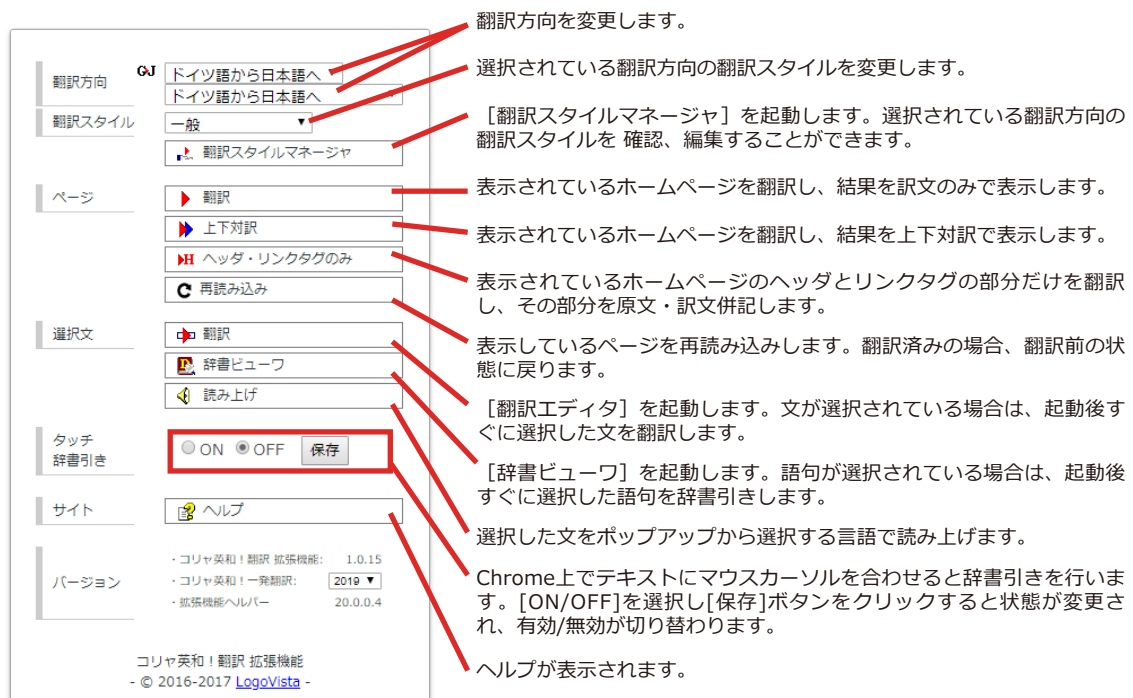 翻訳方向
GJ
ドイツ語から日本語へ ▼
ドイツ語から日本語へ
翻訳スタイル
一般 ▼
翻訳スタイルマネージャ
ページ
翻訳
上下対訳
H ヘッダ・リンクタグのみ
再読み込み
選択文
翻訳
辞書ビューワ
読み上げ
タッチ
辞書引き
ON OFF 保存
サイト
ヘルプ
バージョン
・コリャ英和！翻訳 拡張機能: 1.0.15
・コリャ英和！一発翻訳: 2019 ▼
・拡張機能ヘルパー 20.0.0.4
コリャ英和！翻訳 拡張機能
- © 2016-2017 LogoVista -
翻訳方向を変更します。
選択されている翻訳方向の翻訳スタイルを変更します。
［翻訳スタイルマネージャ］を起動します。選択されている翻訳方向の
翻訳スタイルを 確認、編集することができます。
表示されているホームページを翻訳し、結果を訳文のみで表示します。
表示されているホームページを翻訳し、結果を上下対訳で表示します。
表示されているホームページのヘッダとリンクタグの部分だけを翻訳
し、その部分を原文・訳文併記します。
表示しているページを再読み込みします。翻訳済みの場合、翻訳前の状
態に戻ります。
［翻訳エディタ］を起動します。文が選択されている場合は、起動後す
ぐに選択した文を翻訳します。
［辞書ビューワ］を起動します。語句が選択されている場合は、起動後
すぐに選択した語句を辞書引きします。
選択した文をポップアップから選択する言語で読み上げます。
Chrome上でテキストにマウスカーソルを合わせると辞書引きを行いま
す。[ON/OFF]を選択し[保存]ボタンをクリックすると状態が変更さ
れ、有効/無効が切り替わります。
ヘルプが表示されます。